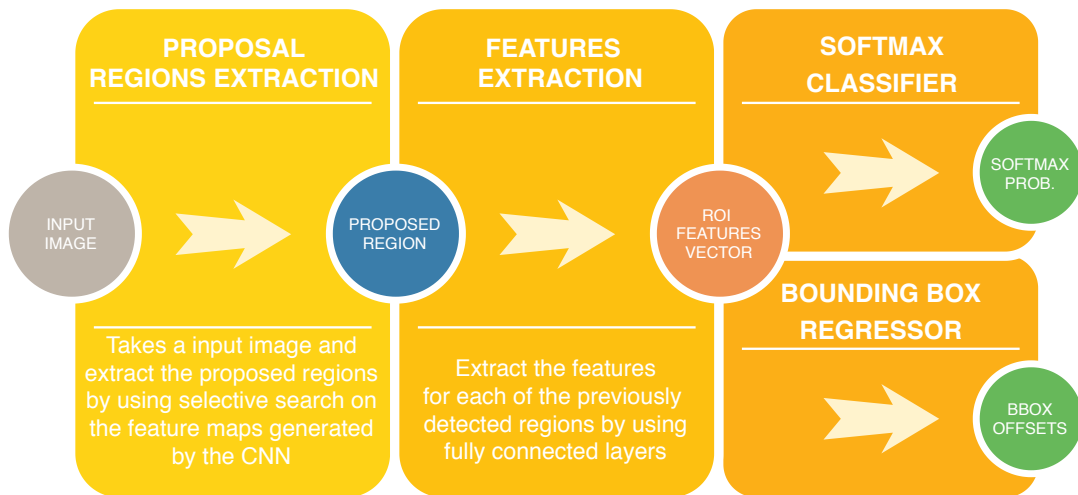 PROPOSAL
REGIONS EXTRACTION
INPUT
IMAGE
Takes a input image and
extract the proposed regions
by using selective search on
the feature maps generated
by the CNN
PROPOSED
REGION
FEATURES
EXTRACTION
Extract the features
for each of the previously
detected regions by using
fully connected layers
ROI
FEATURES
VECTOR
SOFTMAX
CLASSIFIER
SOFTMAX
PROB.
BOUNDING BOX
REGRESSOR
BBOX
OFFSETS